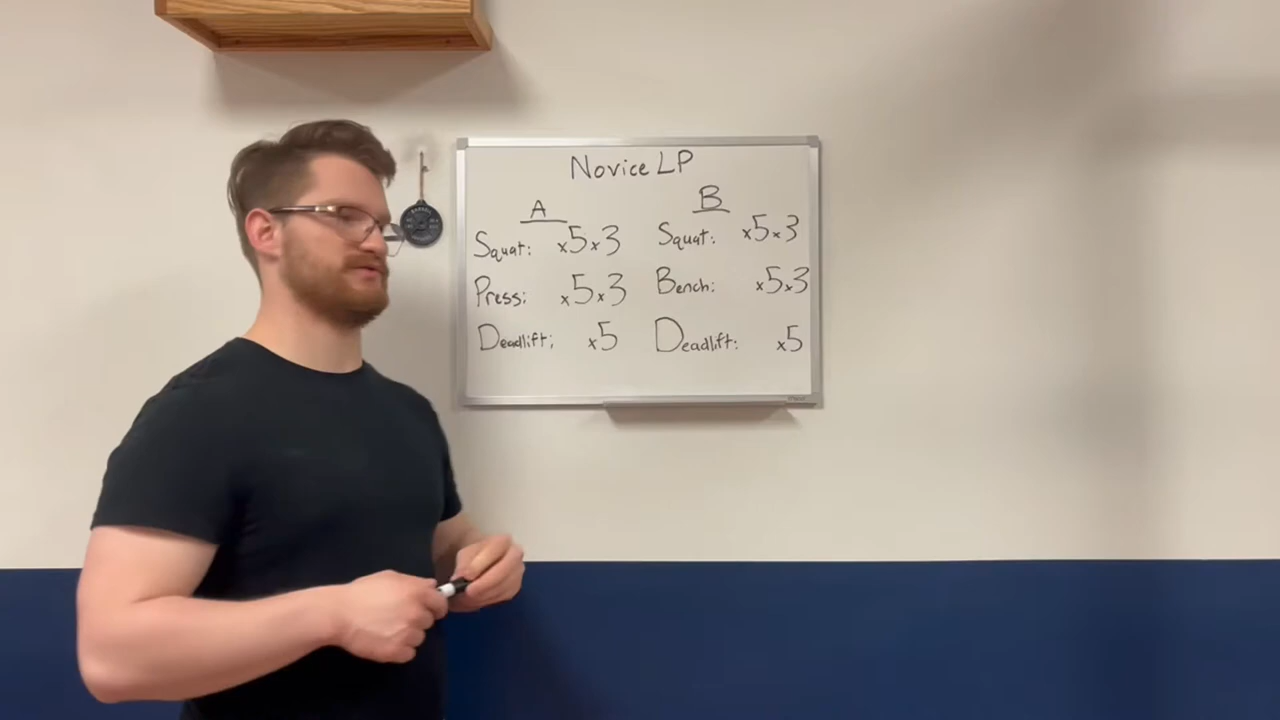 Novice LP
A
Squat: x5x3
Press: x5x3
Deadlift: x5
B
Squat: x5x3
Bench: x5x3
Deadlift: x5